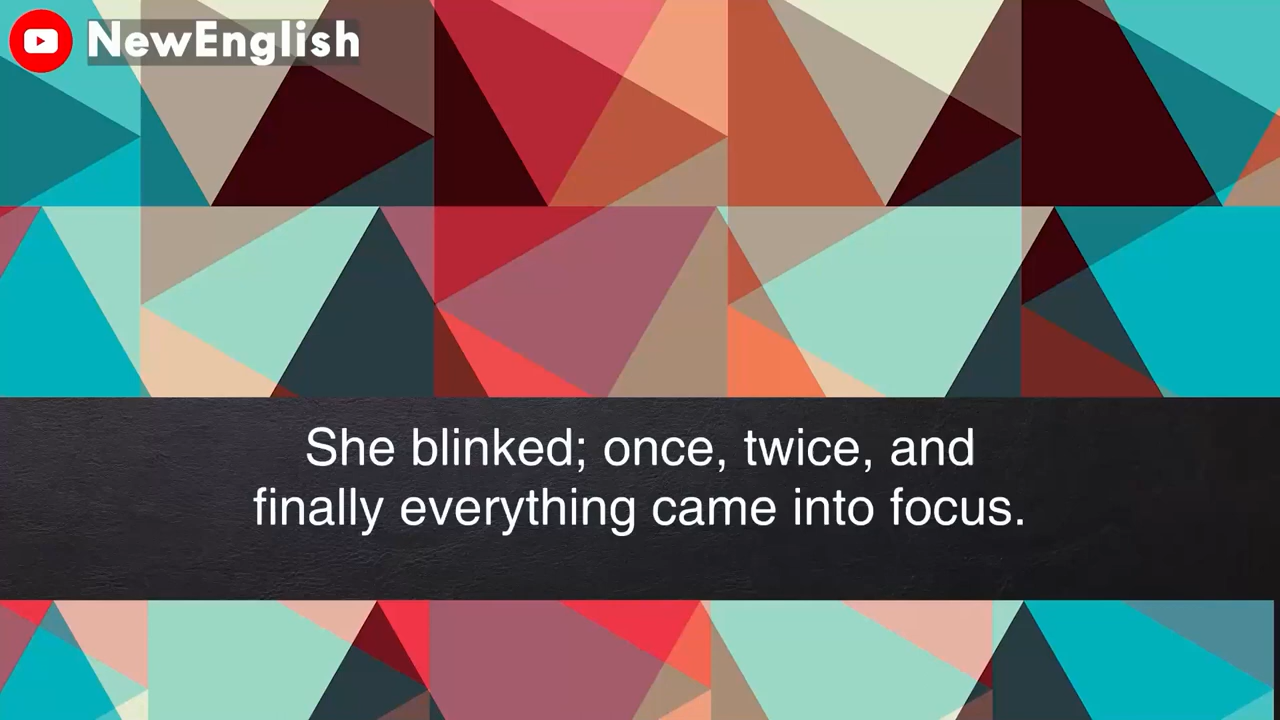 NewEnglish
She blinked; once, twice, and
finally everything came into focus.